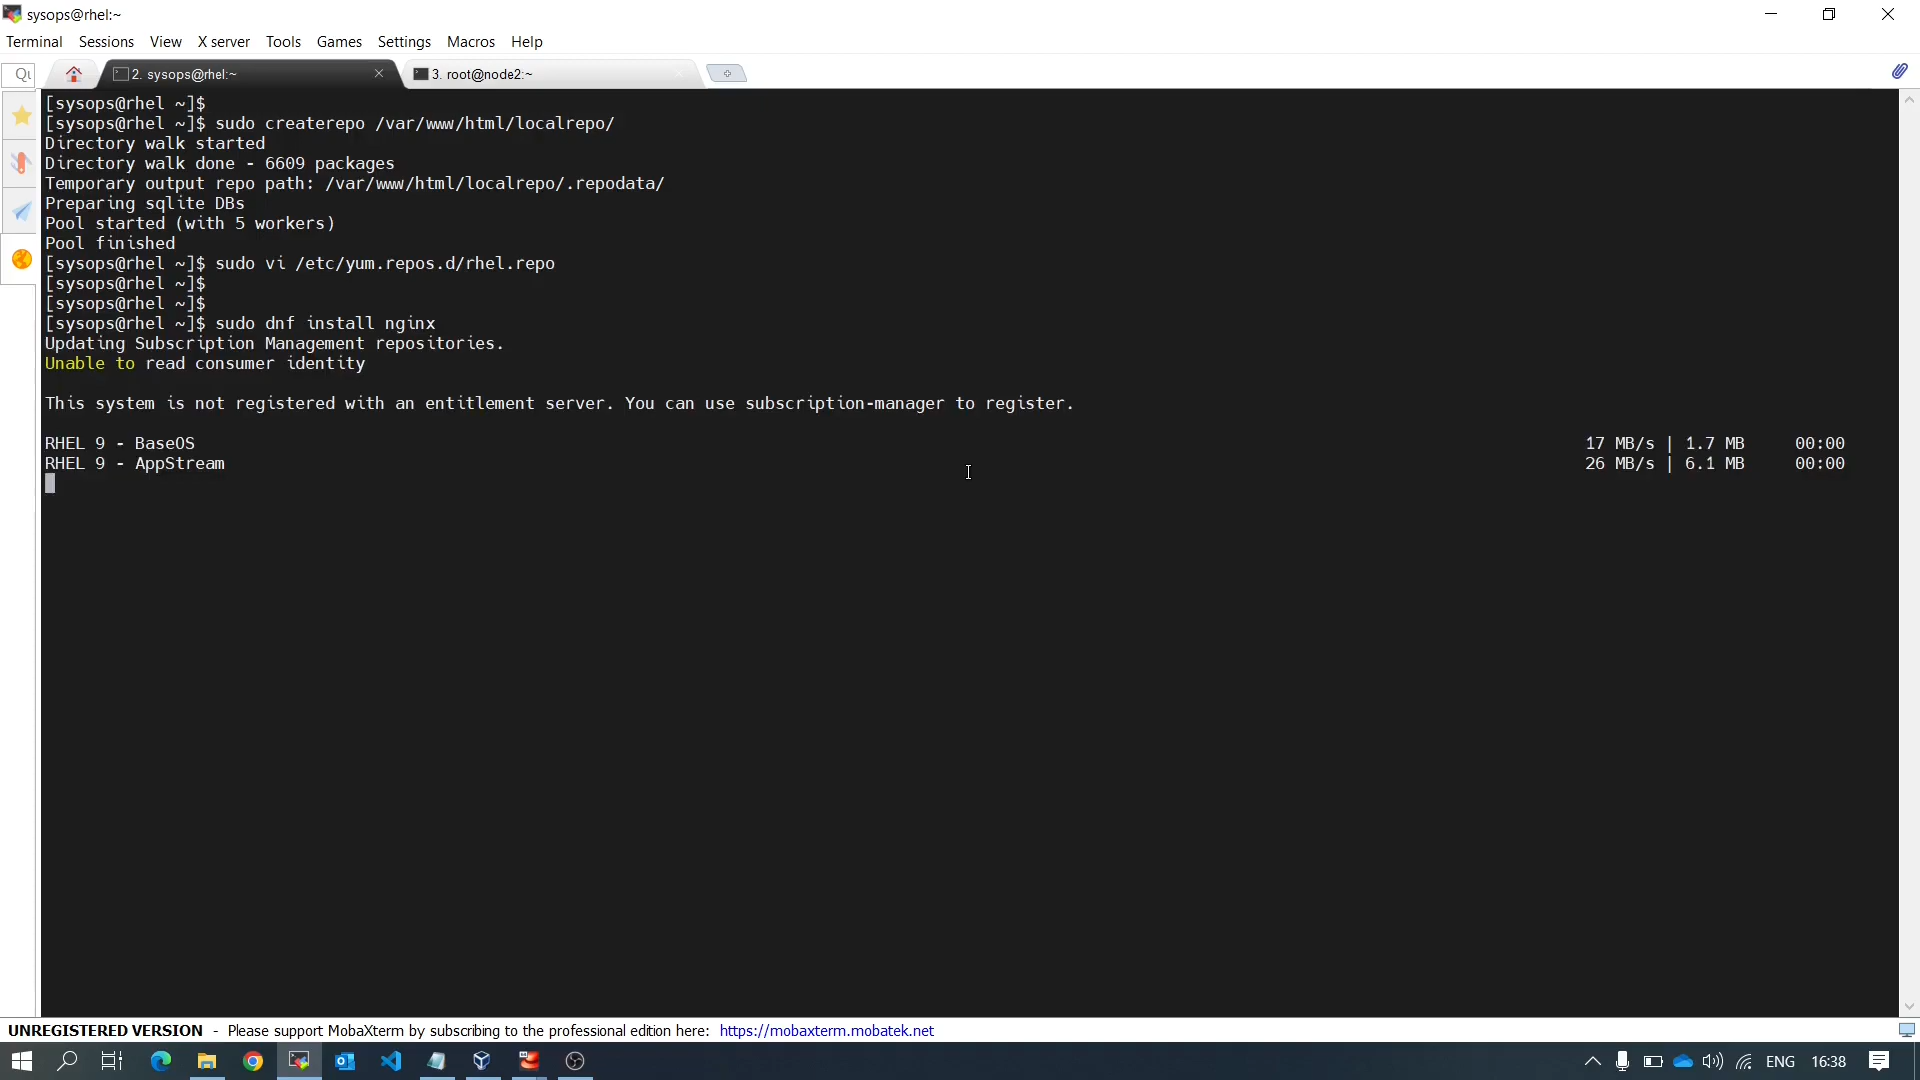 sysops@rhel:~
Terminal Sessions View X server Tools Games Settings Macros Help
2. sysops@rhel:~
3. root@node2:~
[sysops@rhel ~]$
[sysops@rhel ~]$ sudo createrepo /var/www/html/localrepo/
Directory walk started
Directory walk done - 6609 packages
Temporary output repo path: /var/www/html/localrepo/.repodata/
Preparing sqlite DBs
Pool started (with 5 workers)
Pool finished
[sysops@rhel ~]$ sudo vi /etc/yum.repos.d/rhel.repo
[sysops@rhel ~]$
[sysops@rhel ~]$
[sysops@rhel ~]$ sudo dnf install nginx
Updating Subscription Management repositories.
Unable to read consumer identity
This system is not registered with an entitlement server. You can use subscription-manager to register.
RHEL 9 - BaseOS 17 MB/s | 1.7 MB 00:00
RHEL 9 - AppStream 26 MB/s | 6.1 MB 00:00
UNREGISTERED VERSION - Please support MobaXterm by subscribing to the professional edition here: https://mobaxterm.mobatek.net
ENG 16:38